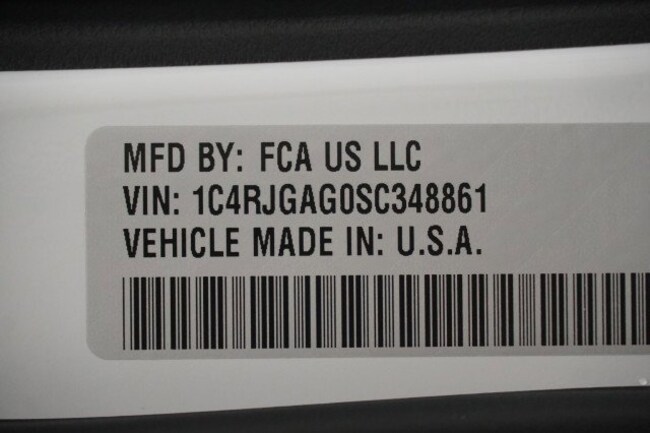 MFD BY: FCA US LLC
VIN: 1C4RJGAG0SC348861
VEHICLE MADE IN: U.S.A.